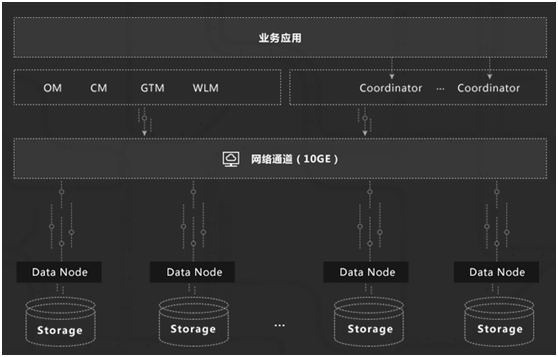 业务应用
OM CM GTM WLM Coordinator ... Coordinator
网络通道（10GE）
Data Node Data Node Data Node Data Node
Storage Storage ... Storage Storage